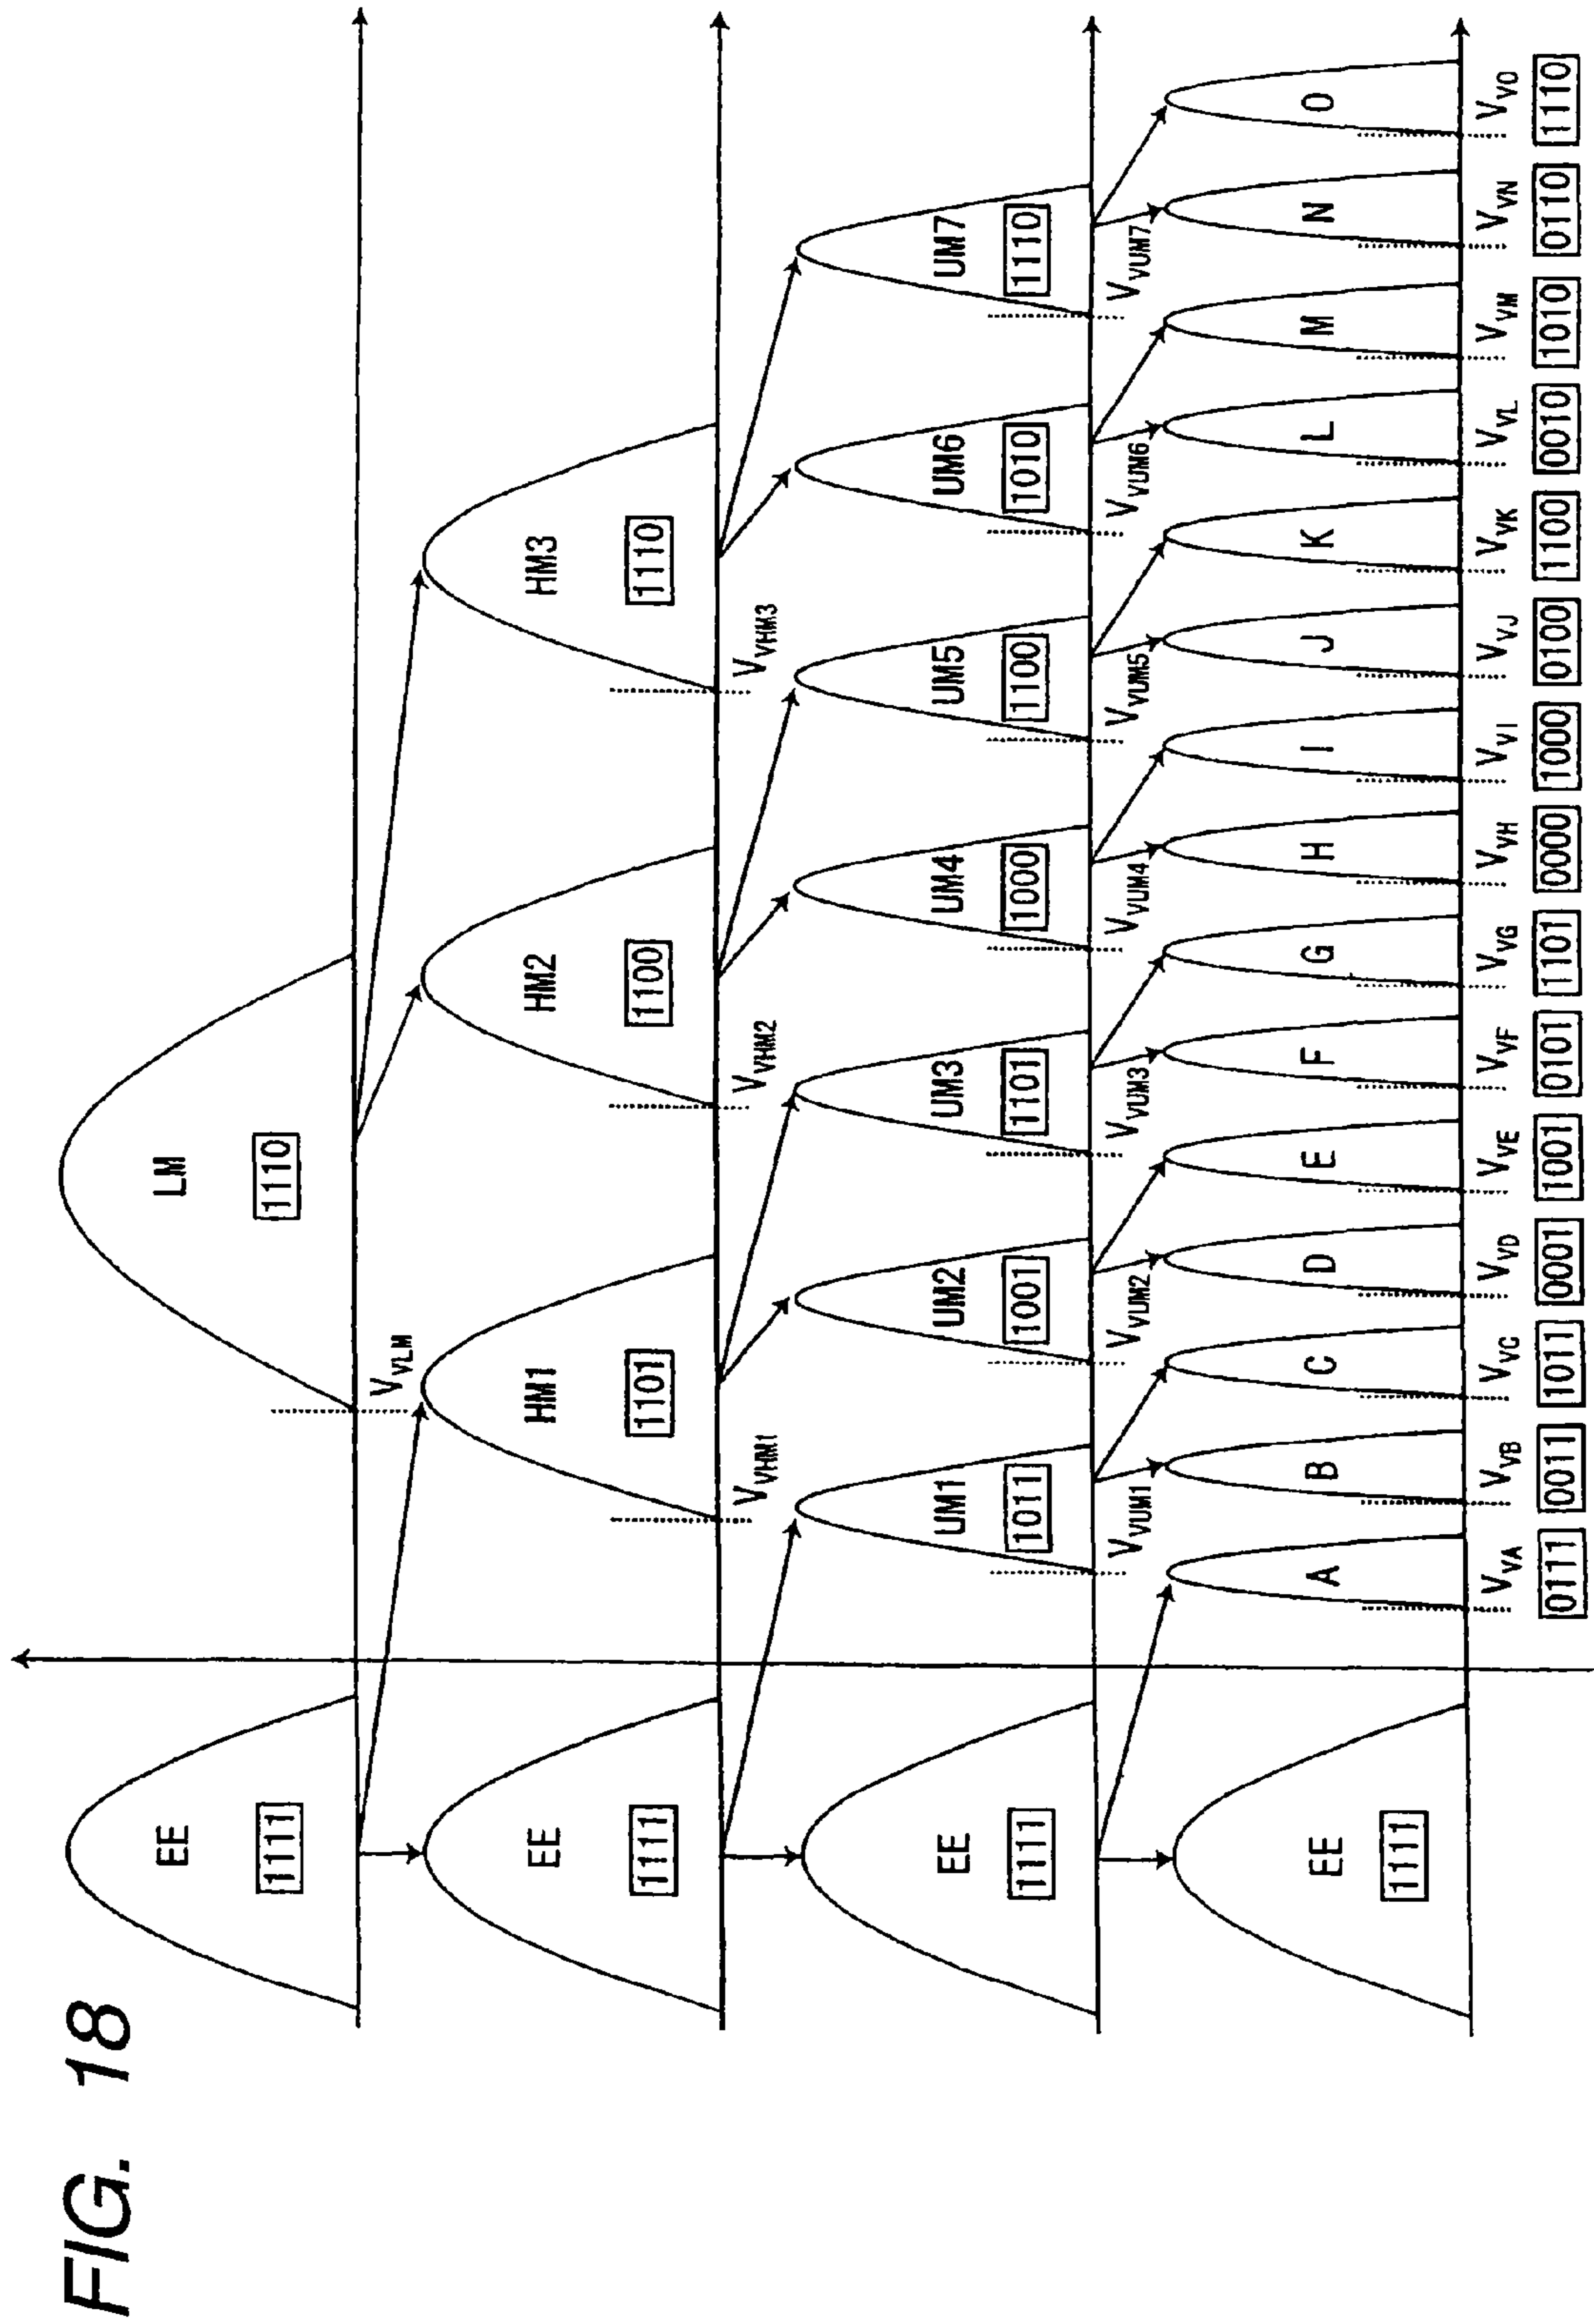 FIG. 18
EE
LM
1111
1110
V_VLM
EE
HM1
HM2
HM3
1111
1101
1100
1110
V_VHM1
V_VHM2
V_VHM3
EE
UM1
UM2
UM3
UM4
UM5
UM6
UM7
1111
1011
1001
1101
1000
1100
1010
1110
V_VUM1
V_VUM2
V_VUM3
V_VUM4
V_VUM5
V_VUM6
V_VUM7
EE
A
B
C
D
E
F
G
H
I
J
K
L
M
N
O
1111
V_VA
V_VB
V_VC
V_VD
V_VE
V_VF
V_VG
V_VH
V_VI
V_VJ
V_VK
V_VL
V_VM
V_VN
V_VO
0111
0011
1011
0001
1001
0101
1101
0000
1000
0100
1100
0010
1010
0110
1110